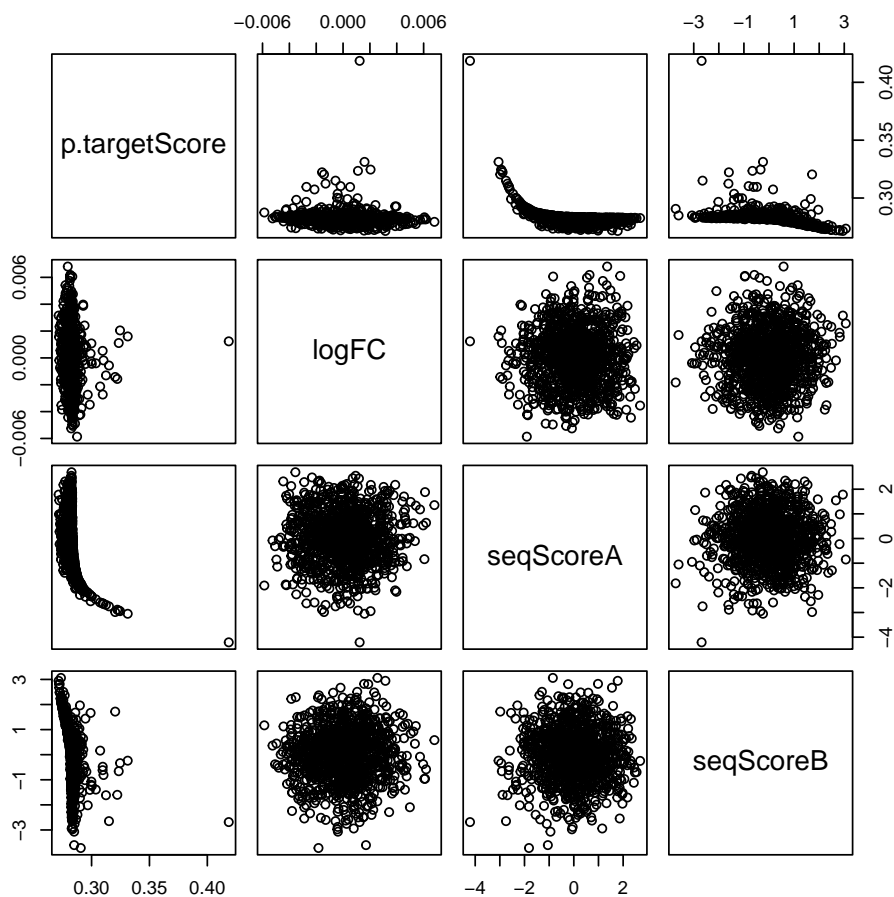 −0.006 0.000 0.006 −3 −1 1 3
p.targetScore 0.30 0.35 0.40
−0.006 0.000 0.006 logFC
seqScoreA −4 −2 0 2
−3 −1 1 3 seqScoreB
0.30 0.40 −4 −2 0 2